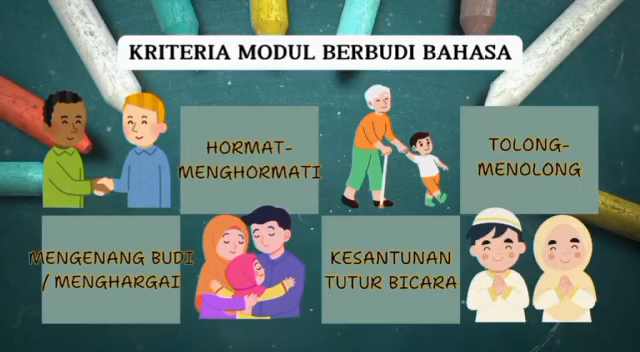 KRITERIA MODUL BERBUDI BAHASA
HORMAT-
MENGHORMATI
TOLONG-
MENOLONG
MENGENANG BUDI
/ MENGHARGAI
KESANTUNAN
TUTUR BICARA